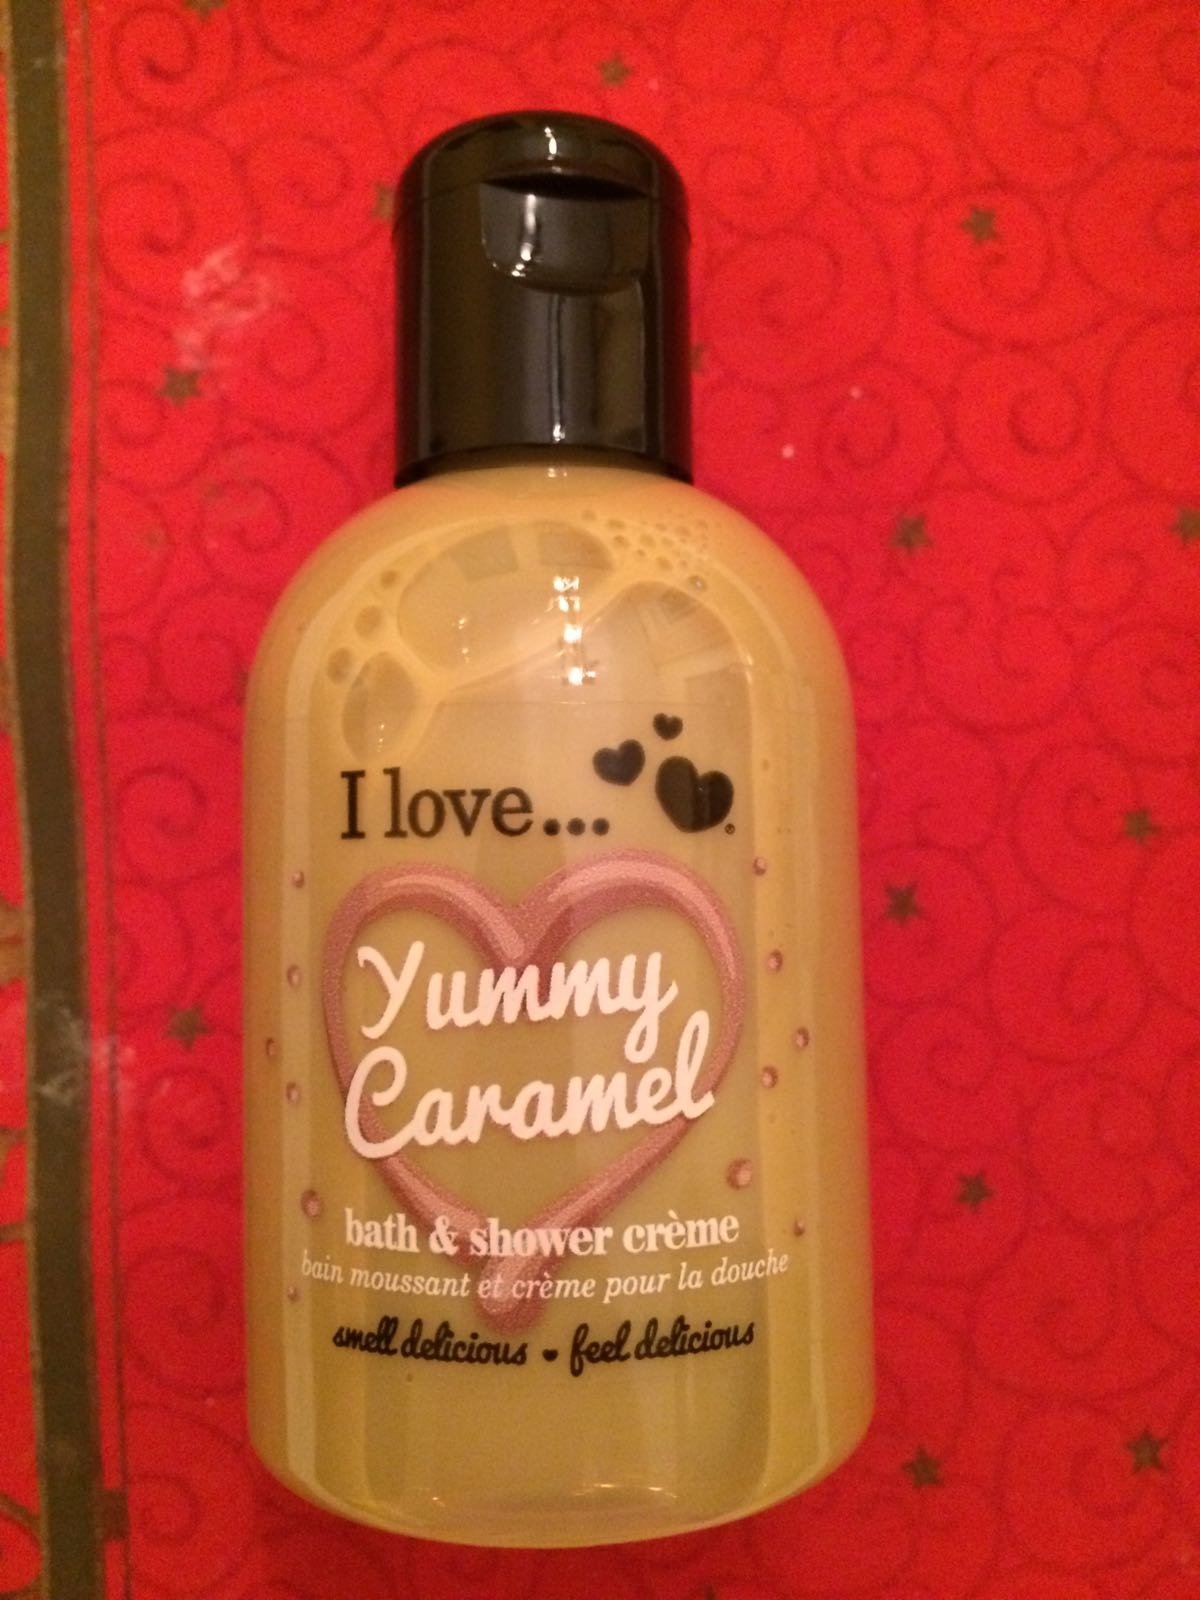 I love...
Yummy
Caramel
bath & shower crème
bain moussant et crème pour la douche
smell delicious • feel delicious